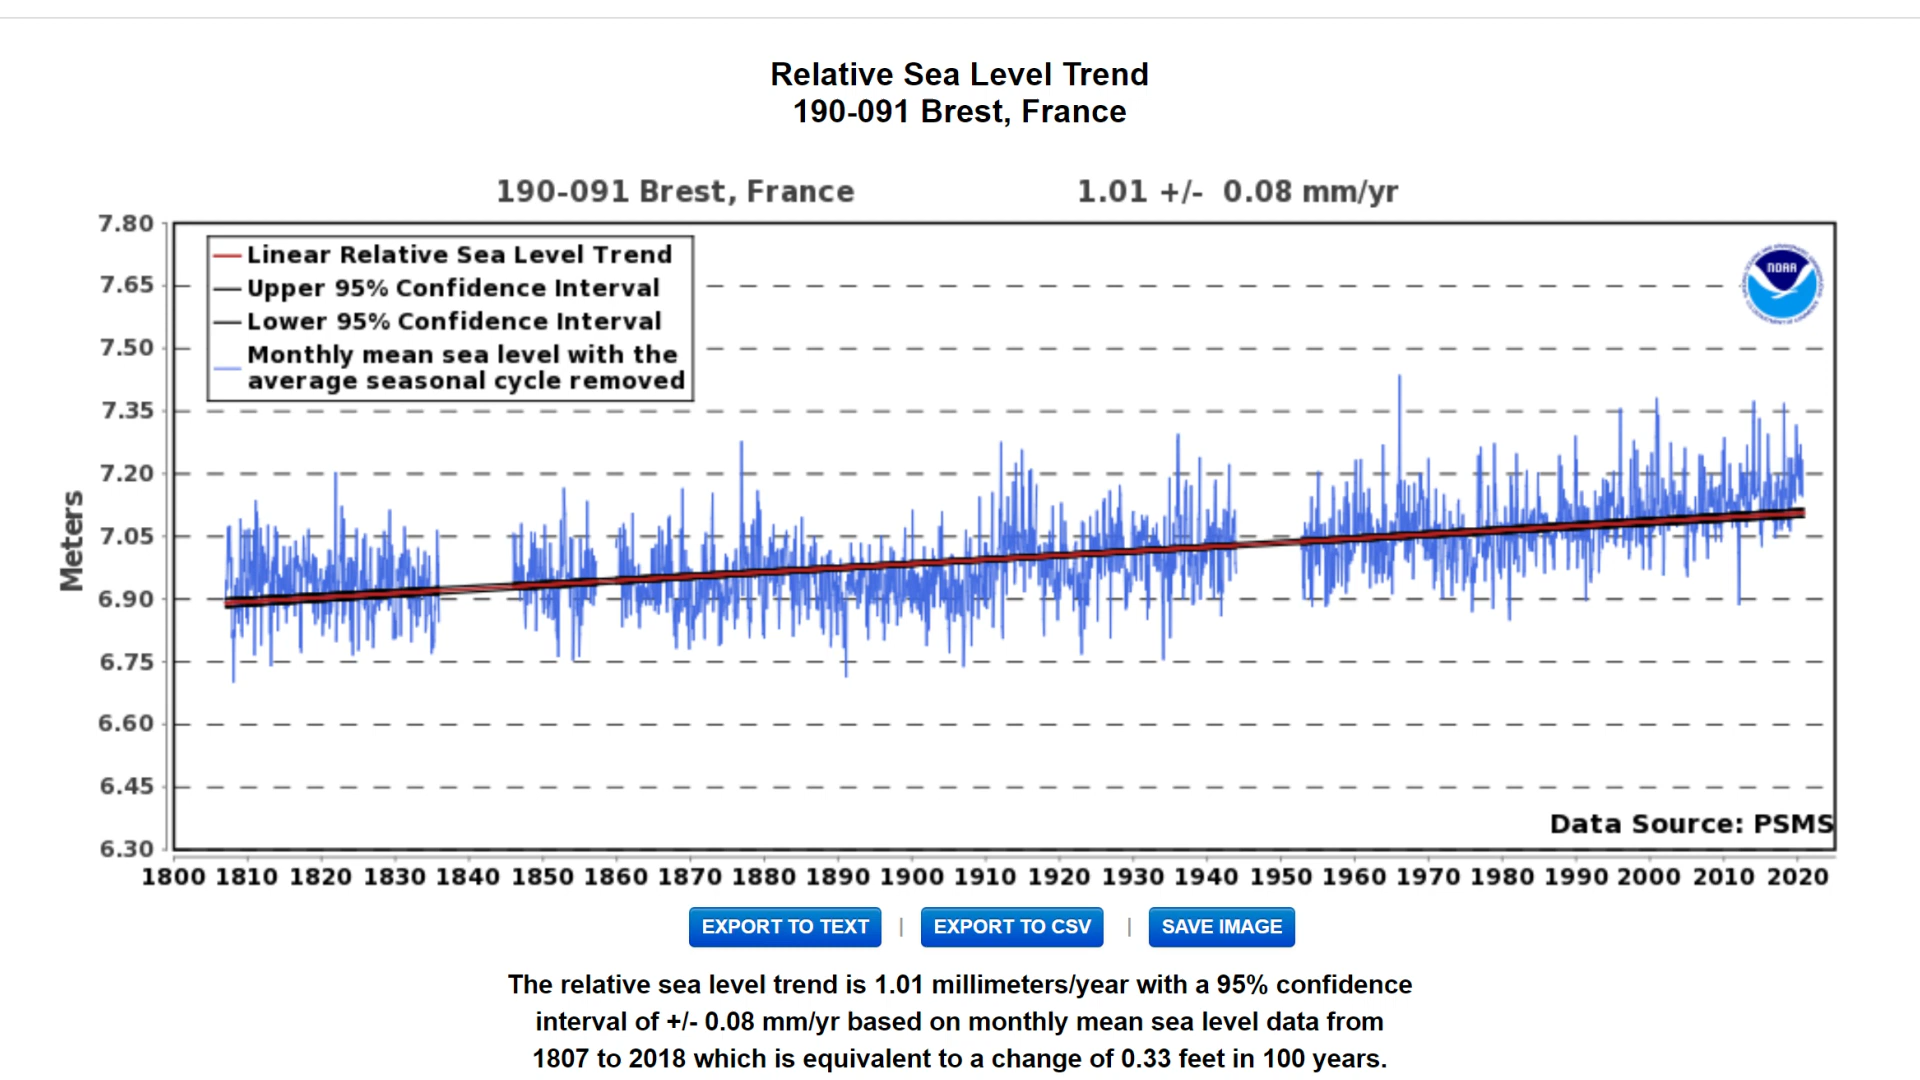 Relative Sea Level Trend
190-091 Brest, France
190-091 Brest, France 1.01 +/- 0.08 mm/yr
Linear Relative Sea Level Trend
Upper 95% Confidence Interval
Lower 95% Confidence Interval
Monthly mean sea level with the
average seasonal cycle removed
NOAA
Meters
7.80
7.65
7.50
7.35
7.20
7.05
6.90
6.75
6.60
6.45
6.30
Data Source: PSMS
1800 1810 1820 1830 1840 1850 1860 1870 1880 1890 1900 1910 1920 1930 1940 1950 1960 1970 1980 1990 2000 2010 2020
EXPORT TO TEXT | EXPORT TO CSV | SAVE IMAGE
The relative sea level trend is 1.01 millimeters/year with a 95% confidence
interval of +/- 0.08 mm/yr based on monthly mean sea level data from
1807 to 2018 which is equivalent to a change of 0.33 feet in 100 years.